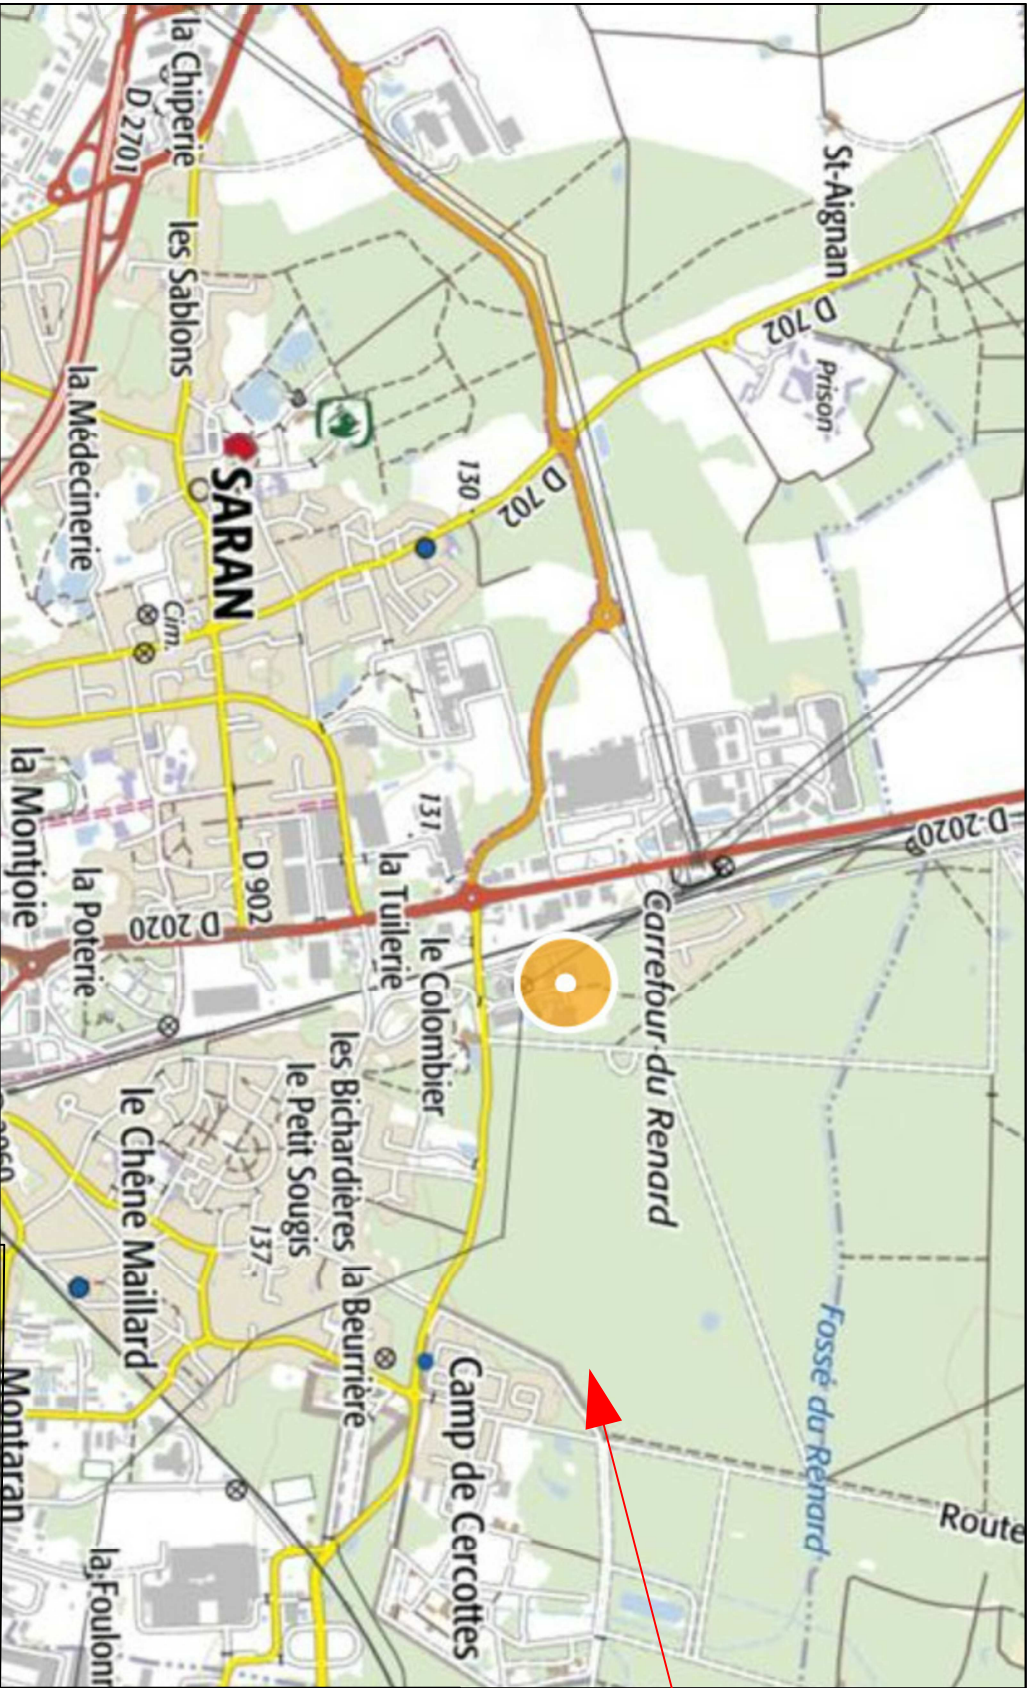 la Chiperie
D 2701
St-Aignan
les Sablons
D 702
Prison
la Médecinerie
130
D 702
SARAN
Cim.
la Montjoie
131
D 2020
D 902
la Tuilerie
la Poterie
D 2020
Carrefour du Renard
le Colombier
les Bichardières
le Petit Sougis
le Chêne Maillard
137
la Beurrière
Fossé du Renard
Camp de Cercottes
Montaran
Route